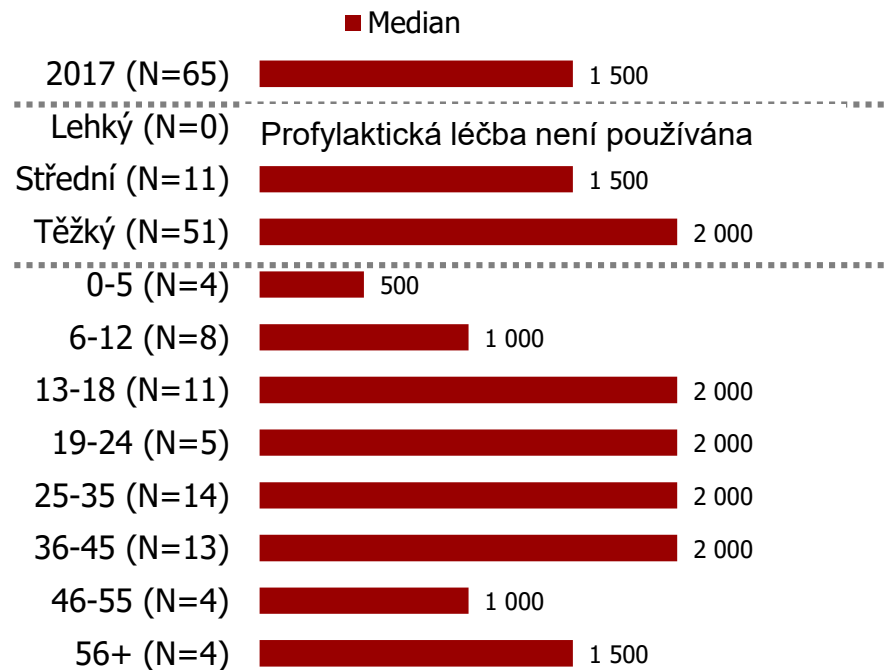 Median
2017 (N=65) 1 500
Lehký (N=0) Profylaktická léčba není používána
Střední (N=11) 1 500
Těžký (N=51) 2 000
0-5 (N=4) 500
6-12 (N=8) 1 000
13-18 (N=11) 2 000
19-24 (N=5) 2 000
25-35 (N=14) 2 000
36-45 (N=13) 2 000
46-55 (N=4) 1 000
56+ (N=4) 1 500